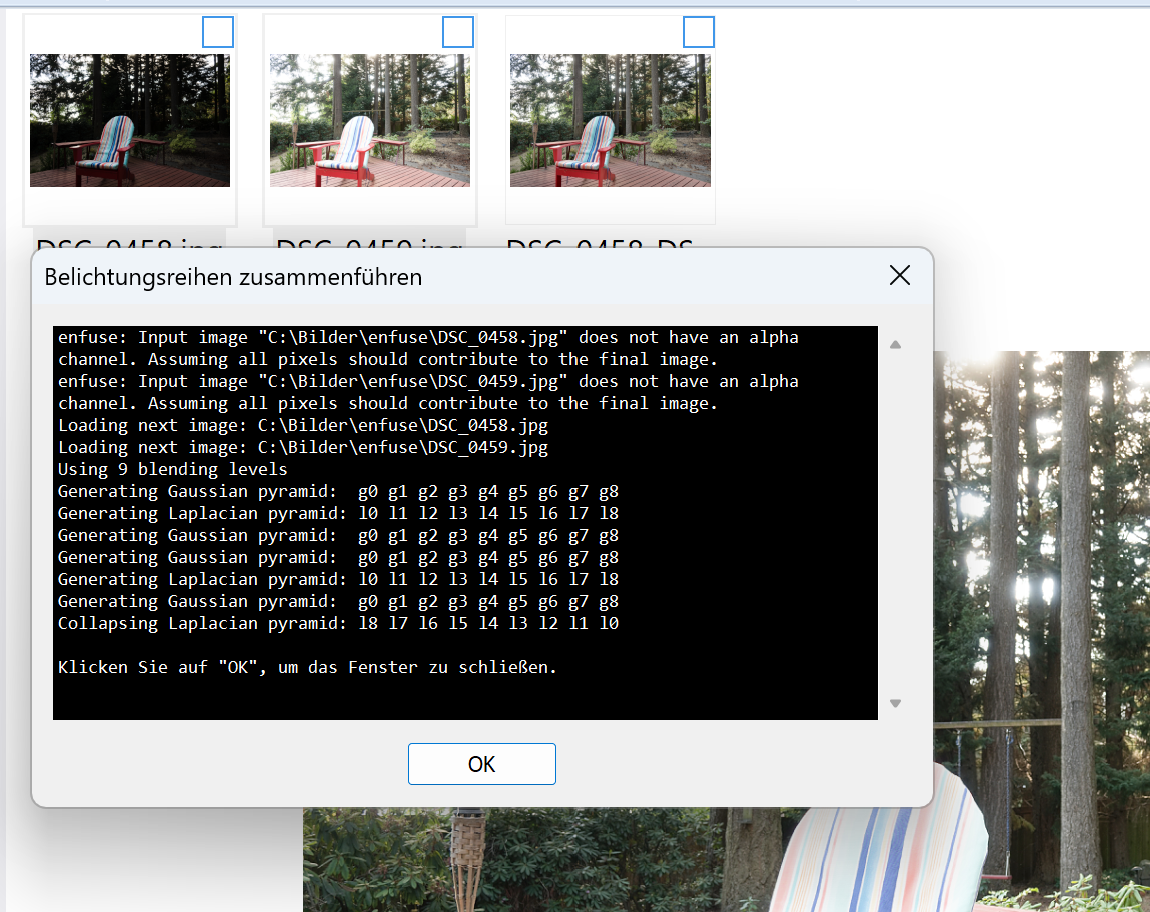 DSC_0458.jpg
DSC_0459.jpg
DSC_0458_DS
Belichtungsreihen zusammenführen
enfuse: Input image "C:\Bilder\enfuse\DSC_0458.jpg" does not have an alpha
channel. Assuming all pixels should contribute to the final image.
enfuse: Input image "C:\Bilder\enfuse\DSC_0459.jpg" does not have an alpha
channel. Assuming all pixels should contribute to the final image.
Loading next image: C:\Bilder\enfuse\DSC_0458.jpg
Loading next image: C:\Bilder\enfuse\DSC_0459.jpg
Using 9 blending levels
Generating Gaussian pyramid:  g0 g1 g2 g3 g4 g5 g6 g7 g8
Generating Laplacian pyramid: l0 l1 l2 l3 l4 l5 l6 l7 l8
Generating Gaussian pyramid:  g0 g1 g2 g3 g4 g5 g6 g7 g8
Generating Gaussian pyramid:  g0 g1 g2 g3 g4 g5 g6 g7 g8
Generating Laplacian pyramid: l0 l1 l2 l3 l4 l5 l6 l7 l8
Generating Gaussian pyramid:  g0 g1 g2 g3 g4 g5 g6 g7 g8
Collapsing Laplacian pyramid: l8 l7 l6 l5 l4 l3 l2 l1 l0
Klicken Sie auf "OK", um das Fenster zu schließen.
OK